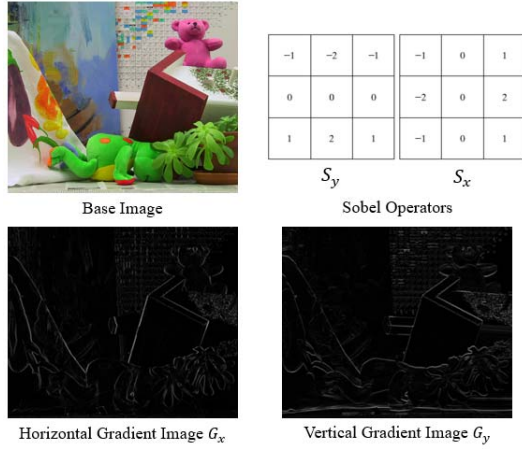 −1 −2 −1 −1 0 1
0 0 0 −2 0 2
1 2 1 −1 0 1
S_y S_x
Base Image Sobel Operators
Horizontal Gradient Image G_x Vertical Gradient Image G_y